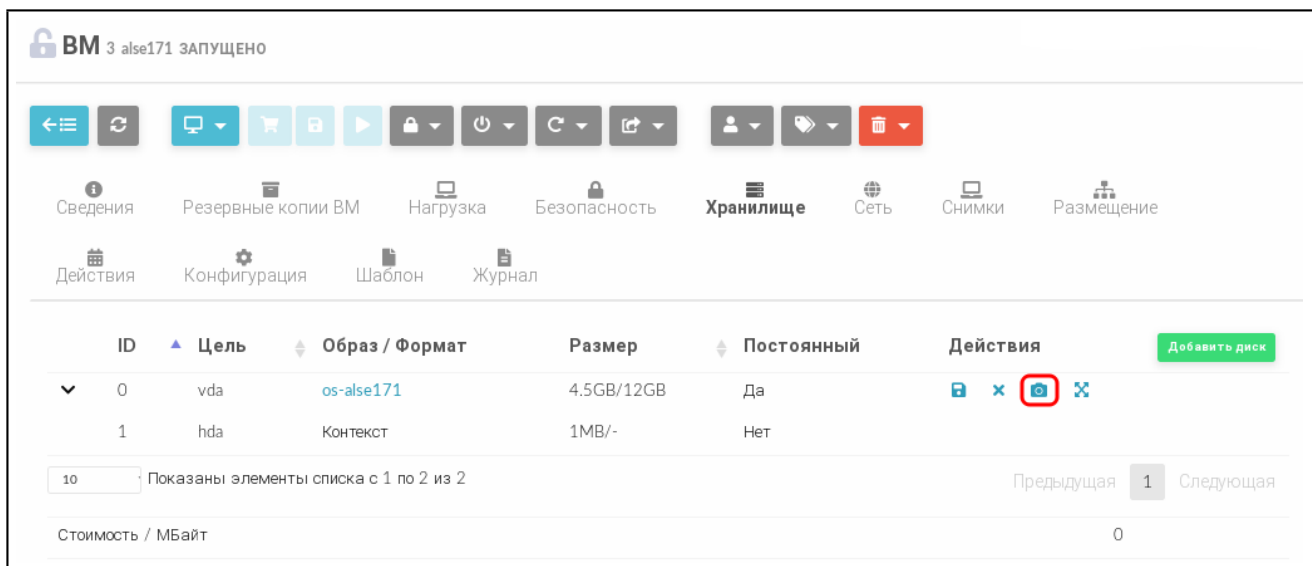 ВМ 3 alse171 ЗАПУЩЕНО
Сведения Резервные копии ВМ Нагрузка Безопасность Хранилище Сеть Снимки Размещение
Действия Конфигурация Шаблон Журнал
ID Цель Образ / Формат Размер Постоянный Действия Добавить диск
0 vda os-alse171 4.5GB/12GB Да
1 hda Контекст 1MB/- Нет
10 Показаны элементы списка с 1 по 2 из 2 Предыдущая 1 Следующая
Стоимость / МБайт 0